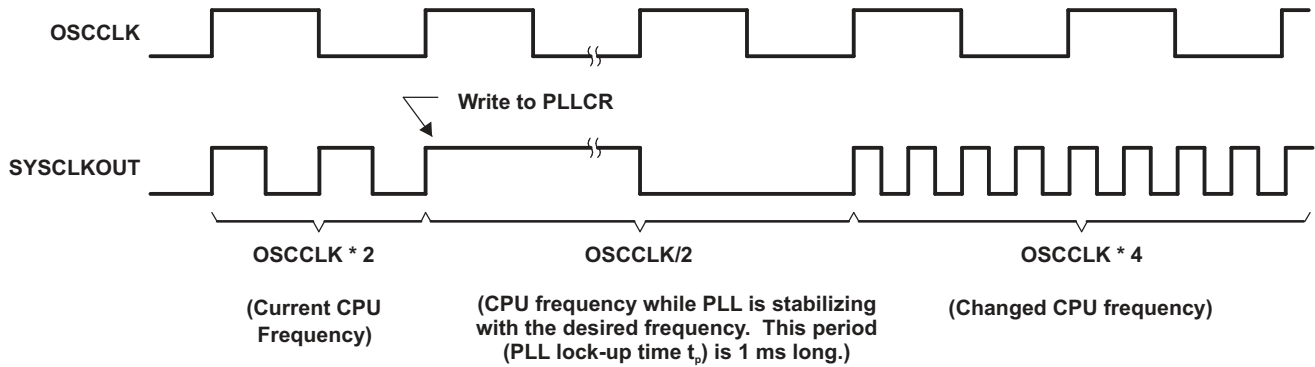 OSCCLK
Write to PLLCR
SYSCLKOUT
OSCCLK * 2
(Current CPU
Frequency)
OSCCLK/2
(CPU frequency while PLL is stabilizing
with the desired frequency. This period
(PLL lock-up time tp) is 1 ms long.)
OSCCLK * 4
(Changed CPU frequency)